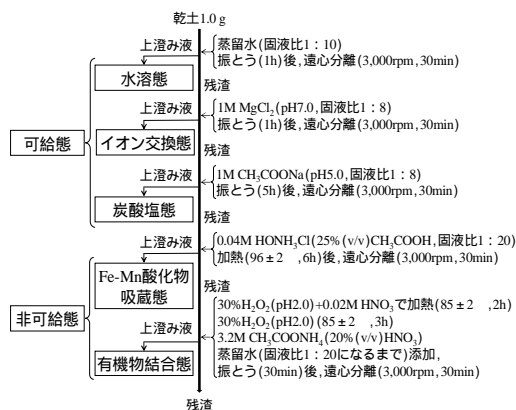 乾土1.0 g
上澄み液
蒸留水(固液比1：10)
振とう(1h)後,遠心分離(3,000rpm,30min)
水溶態
残渣
上澄み液
1M MgCl2(pH7.0,固液比1：8)
振とう(1h)後,遠心分離(3,000rpm,30min)
可給態
イオン交換態
残渣
上澄み液
1M CH3COONa(pH5.0,固液比1：8)
振とう(5h)後,遠心分離(3,000rpm,30min)
炭酸塩態
残渣
上澄み液
0.04M HONH3Cl(25%(v/v)CH3COOH,固液比1：20)
加熱(96±2 ,6h)後,遠心分離(3,000rpm,30min)
Fe-Mn酸化物
吸蔵態
残渣
非可給態
30%H2O2(pH2.0)+0.02M HNO3で加熱(85±2 ,2h)
30%H2O2(pH2.0)(85±2 ,3h)
上澄み液
3.2M CH3COONH4(20%(v/v)HNO3)
蒸留水(固液比1：20になるまで)添加,
振とう(30min)後,遠心分離(3,000rpm,30min)
有機物結合態
残渣